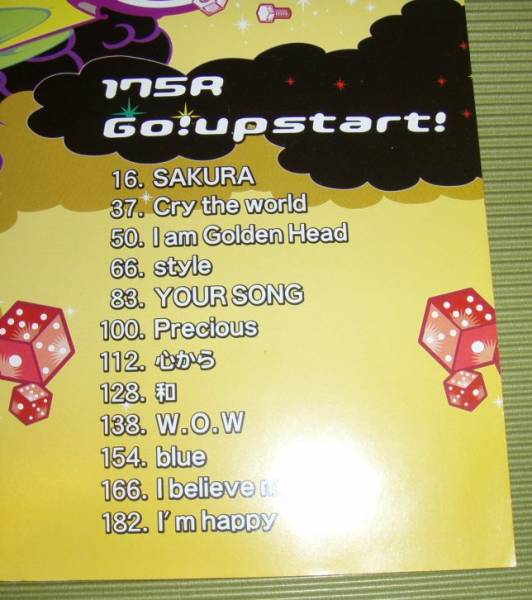 175R
Go!upstart!
16. SAKURA
37. Cry the world
50. I am Golden Head
66. style
83. YOUR SONG
100. Precious
112. 心から
128. 和
138. W.O.W
154. blue
166. I believe
182. I'm happy